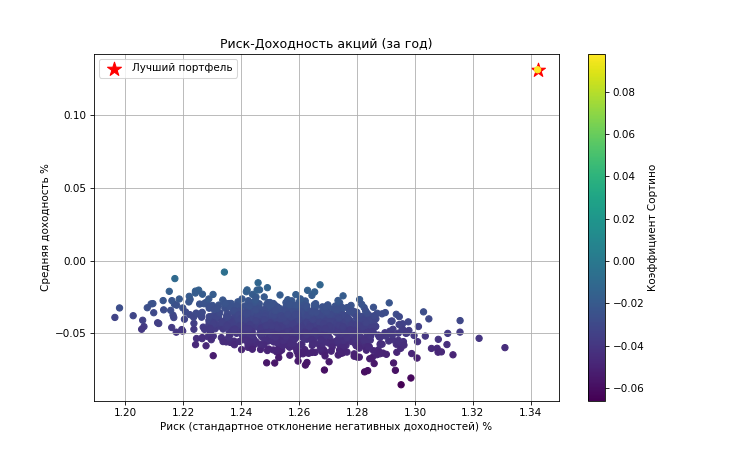 Риск-Доходность акций (за год)
Лучший портфель
0.10
0.05
0.00
−0.05
Средняя доходность %
1.20 1.22 1.24 1.26 1.28 1.30 1.32 1.34
Риск (стандартное отклонение негативных доходностей) %
0.08
0.06
0.04
0.02
0.00
−0.02
−0.04
−0.06
Коэффициент Сортино